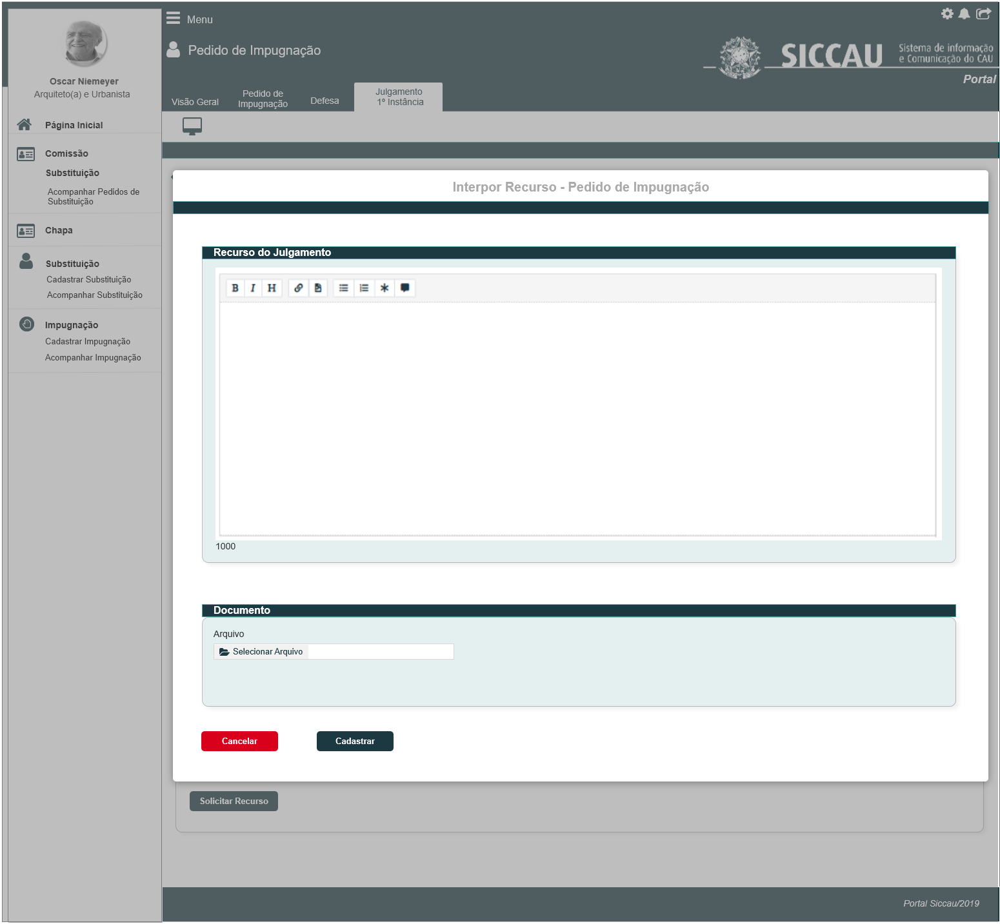 Menu
Pedido de Impugnação
SICCAU
Sistema de informação
e Comunicação do CAU
Portal
Oscar Niemeyer
Arquiteto(a) e Urbanista
Página Inicial
Comissão
Substituição
Acompanhar Pedidos de
Substituição
Chapa
Substituição
Cadastrar Substituição
Acompanhar Substituição
Impugnação
Cadastrar Impugnação
Acompanhar Impugnação
Visão Geral
Pedido de
Impugnação
Defesa
Julgamento
1º Instância
Interpor Recurso - Pedido de Impugnação
Recurso do Julgamento
B I H
1000
Documento
Arquivo
Selecionar Arquivo
Cancelar
Cadastrar
Solicitar Recurso
Portal Siccau/2019